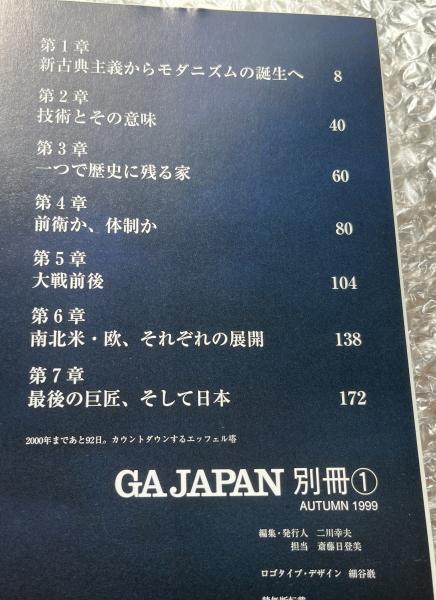 第1章
新古典主義からモダニズムの誕生へ 8
第2章
技術とその意味 40
第3章
一つで歴史に残る家 60
第4章
前衛か、体制か 80
第5章
大戦前後 104
第6章
南北米・欧、それぞれの展開 138
第7章
最後の巨匠、そして日本 172
2000年まであと92日。カウントダウンするエッフェル塔
GA JAPAN 別冊①
AUTUMN 1999
編集・発行人 二川幸夫
担当 斎藤日登美
ロゴタイプ・デザイン 細谷巖